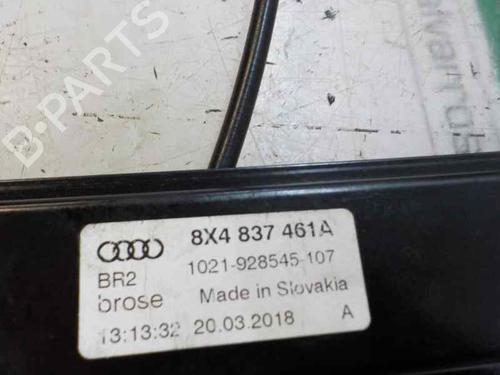 B-PARTS
8X4 837 461A
BR2 1021-928545-107
brose Made in Slovakia
13:13:32 20.03.2018 A